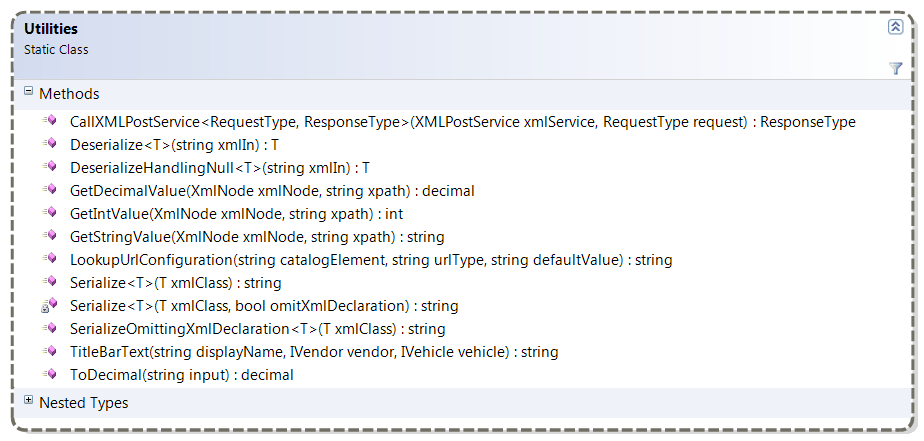 Utilities
Static Class
Methods
CallXMLPostService<RequestType, ResponseType>(XMLPostService xmlService, RequestType request) : ResponseType
Deserialize<T>(string xmlIn) : T
DeserializeHandlingNull<T>(string xmlIn) : T
GetDecimalValue(XmlNode xmlNode, string xpath) : decimal
GetIntValue(XmlNode xmlNode, string xpath) : int
GetStringValue(XmlNode xmlNode, string xpath) : string
LookupUrlConfiguration(string catalogElement, string urlType, string defaultValue) : string
Serialize<T>(T xmlClass) : string
Serialize<T>(T xmlClass, bool omitXmlDeclaration) : string
SerializeOmittingXmlDeclaration<T>(T xmlClass) : string
TitleBarText(string displayName, IVendor vendor, IVehicle vehicle) : string
ToDecimal(string input) : decimal
Nested Types